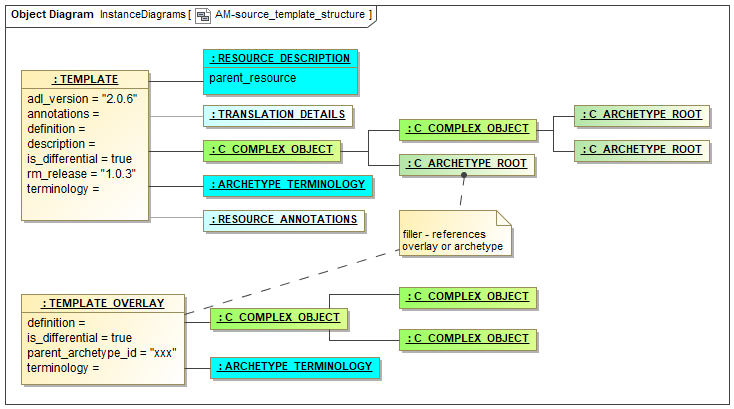 Object Diagram InstanceDiagrams [ AM-source_template_structure ]
: TEMPLATE
adl_version = "2.0.6"
annotations =
definition =
description =
is_differential = true
rm_release = "1.0.3"
terminology =
: RESOURCE_DESCRIPTION
parent_resource
: TRANSLATION_DETAILS
: C_COMPLEX_OBJECT
: ARCHETYPE_TERMINOLOGY
: RESOURCE_ANNOTATIONS
: C_COMPLEX_OBJECT
: C_ARCHETYPE_ROOT
: C_ARCHETYPE_ROOT
: C_ARCHETYPE_ROOT
filler - references
overlay or archetype
: TEMPLATE_OVERLAY
definition =
is_differential = true
parent_archetype_id = "xxx"
terminology =
: C_COMPLEX_OBJECT
: ARCHETYPE_TERMINOLOGY
: C_COMPLEX_OBJECT
: C_COMPLEX_OBJECT